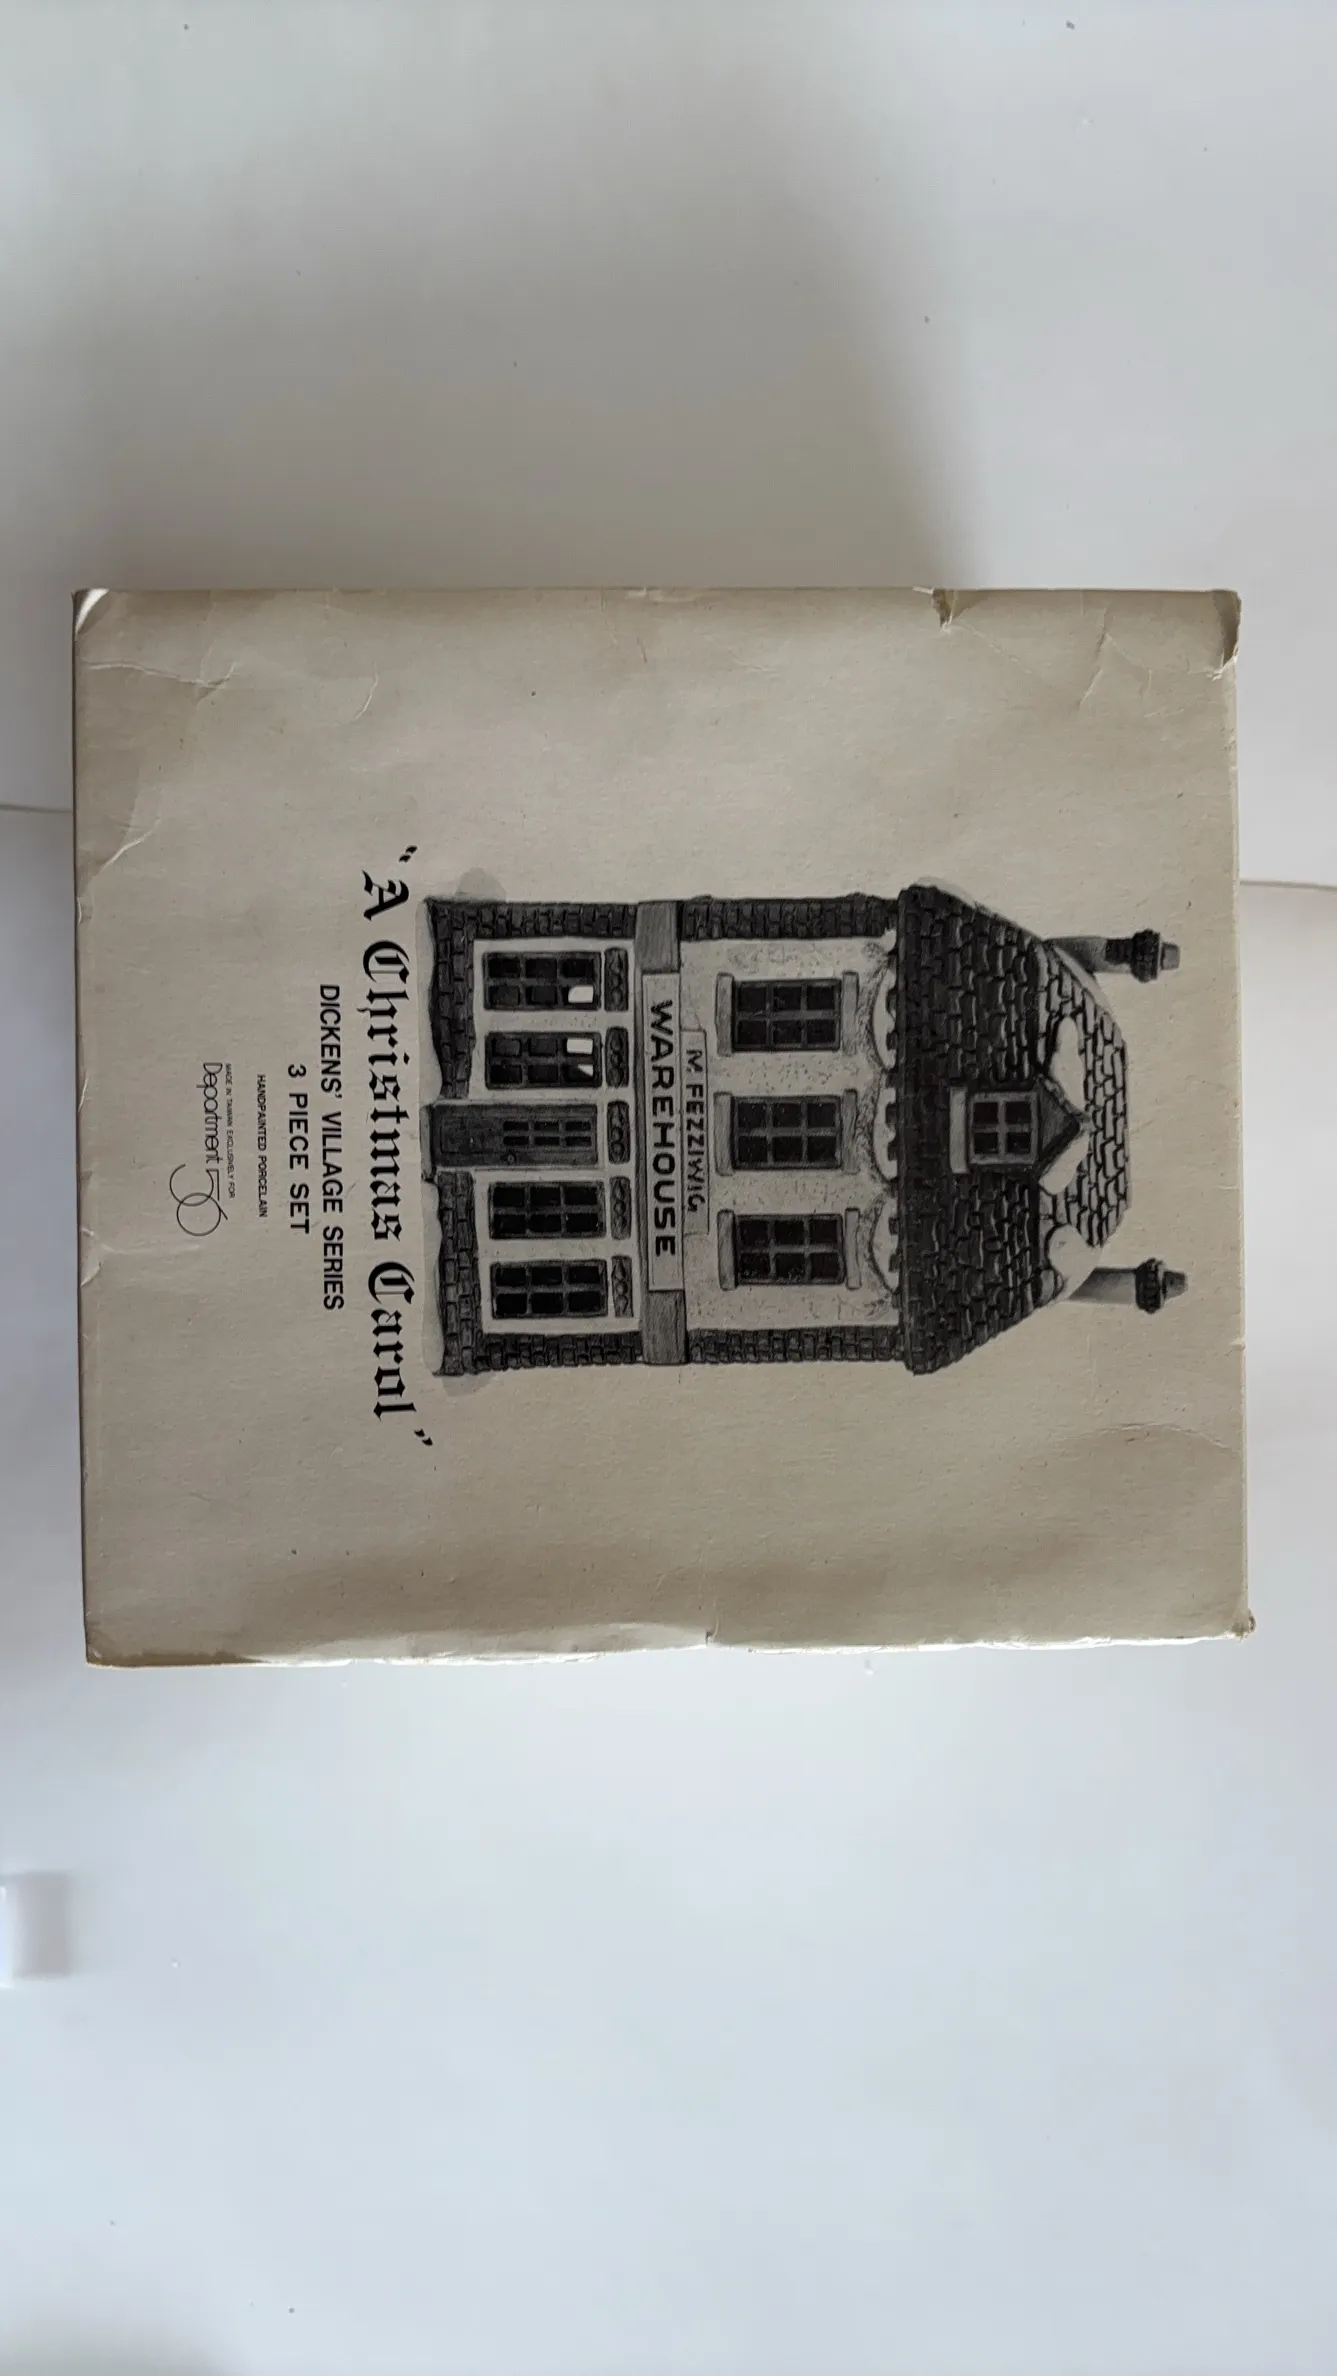 M. FEZZIWIG
WAREHOUSE
"A Christmas Carol"
DICKENS' VILLAGE SERIES
3 PIECE SET
HANDPAINTED PORCELAIN
MADE IN TAIWAN EXCLUSIVELY FOR
Department 56